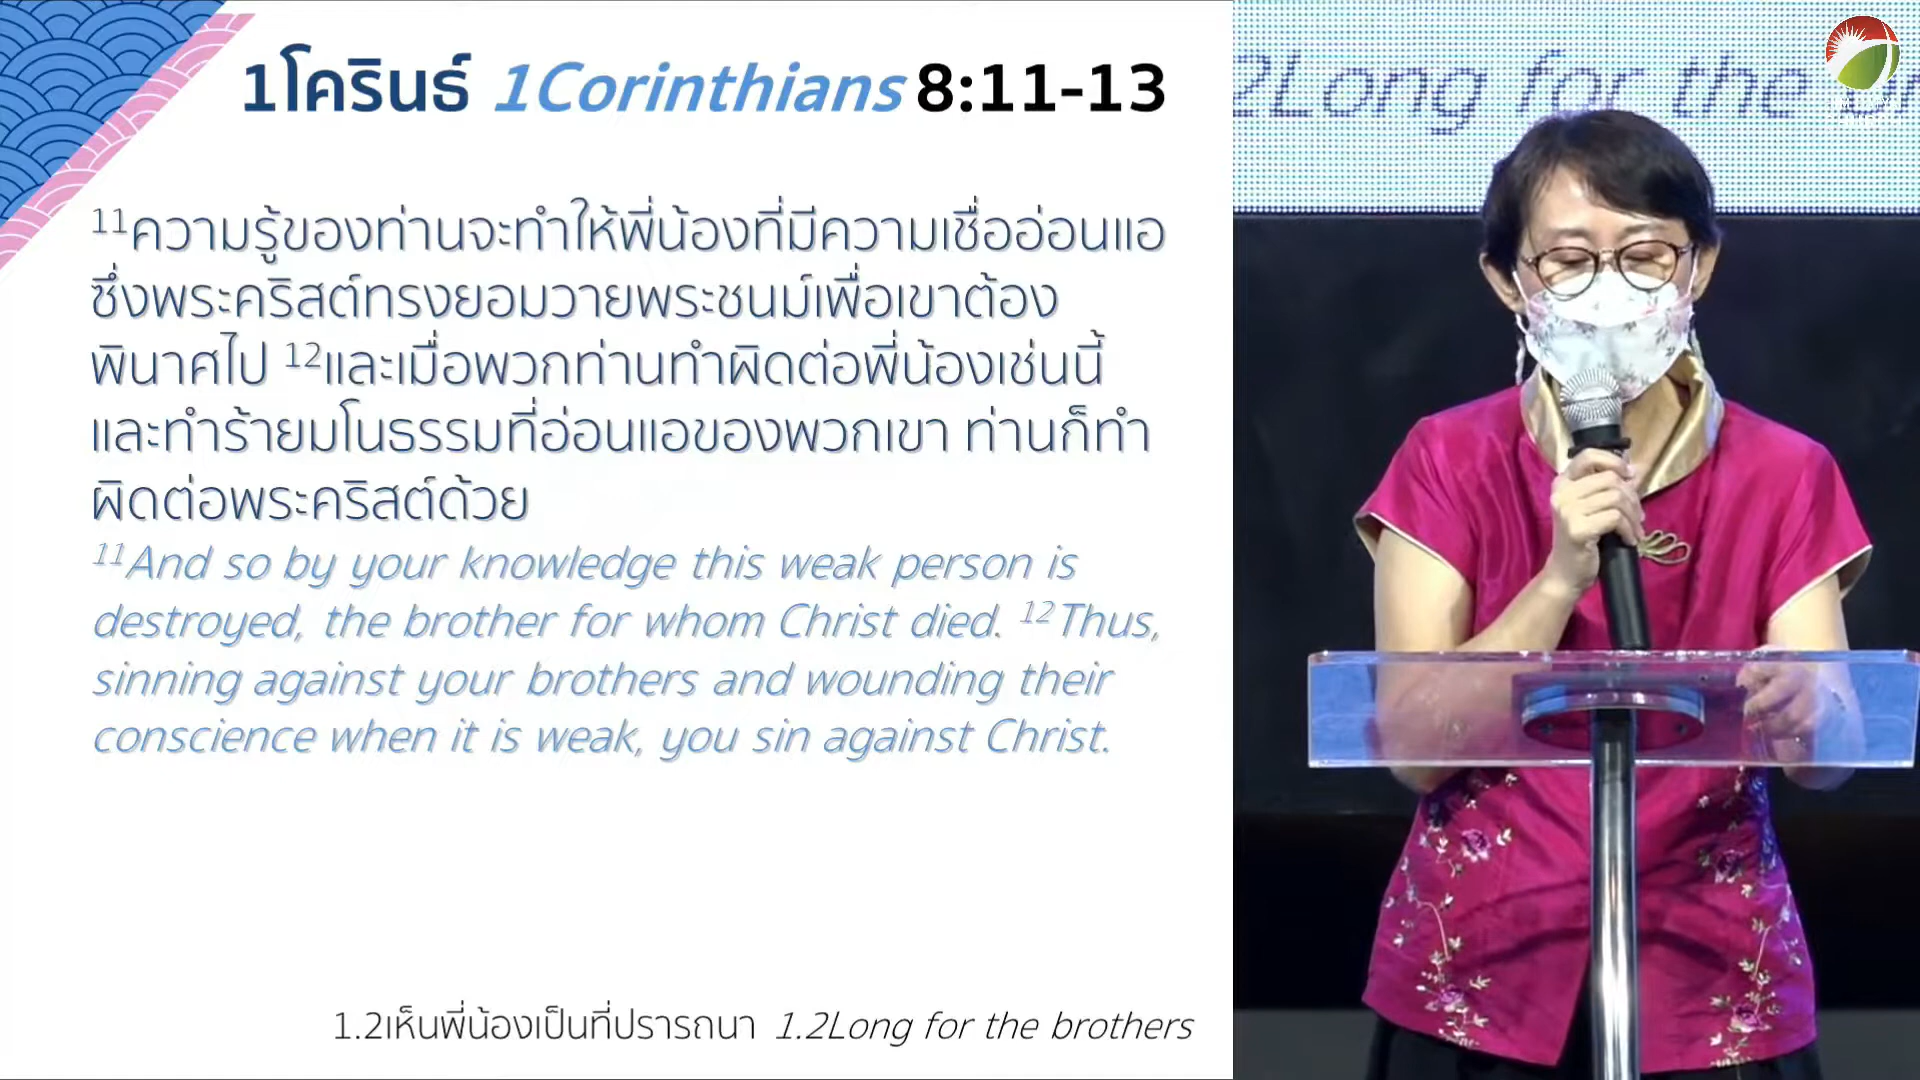 1โครินธ์ 1Corinthians 8:11-13
11ความรู้ของท่านจะทำให้พี่น้องที่มีความเชื่ออ่อนแอ
ซึ่งพระคริสต์ทรงยอมวายพระชนม์เพื่อเขาต้อง
พินาศไป 12และเมื่อพวกท่านทำผิดต่อพี่น้องเช่นนี้
และทำร้ายมโนธรรมที่อ่อนแอของพวกเขา ท่านก็ทำ
ผิดต่อพระคริสต์ด้วย
11And so by your knowledge this weak person is
destroyed, the brother for whom Christ died. 12Thus,
sinning against your brothers and wounding their
conscience when it is weak, you sin against Christ.
1.2เห็นพี่น้องเป็นที่ปรารถนา 1.2Long for the brothers
2Long for the